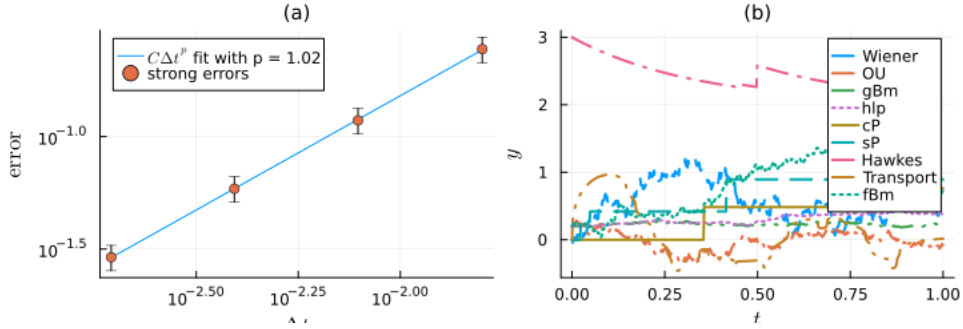 (a)
CΔt^p fit with p = 1.02
strong errors
error
10^-1.0
10^-1.5
10^-2.50
10^-2.25
10^-2.00
(b)
y
3
2
1
0
Wiener
OU
gBm
hlp
cP
sP
Hawkes
Transport
fBm
0.00
0.25
0.50
0.75
1.00
t